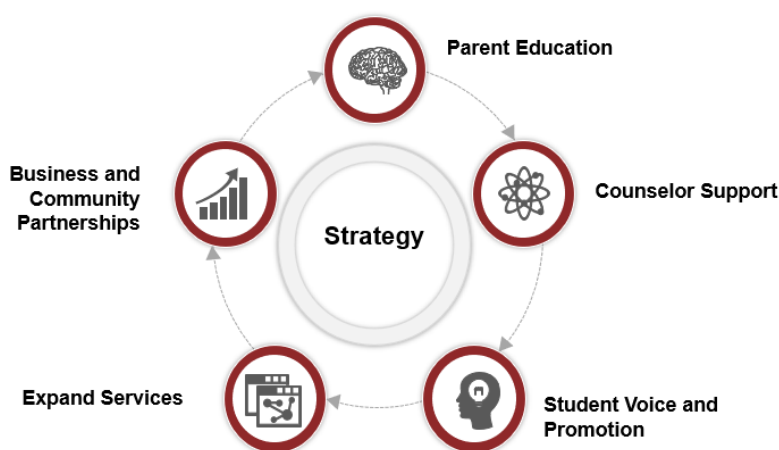 Parent Education
Counselor Support
Student Voice and
Promotion
Expand Services
Business and
Community
Partnerships
Strategy